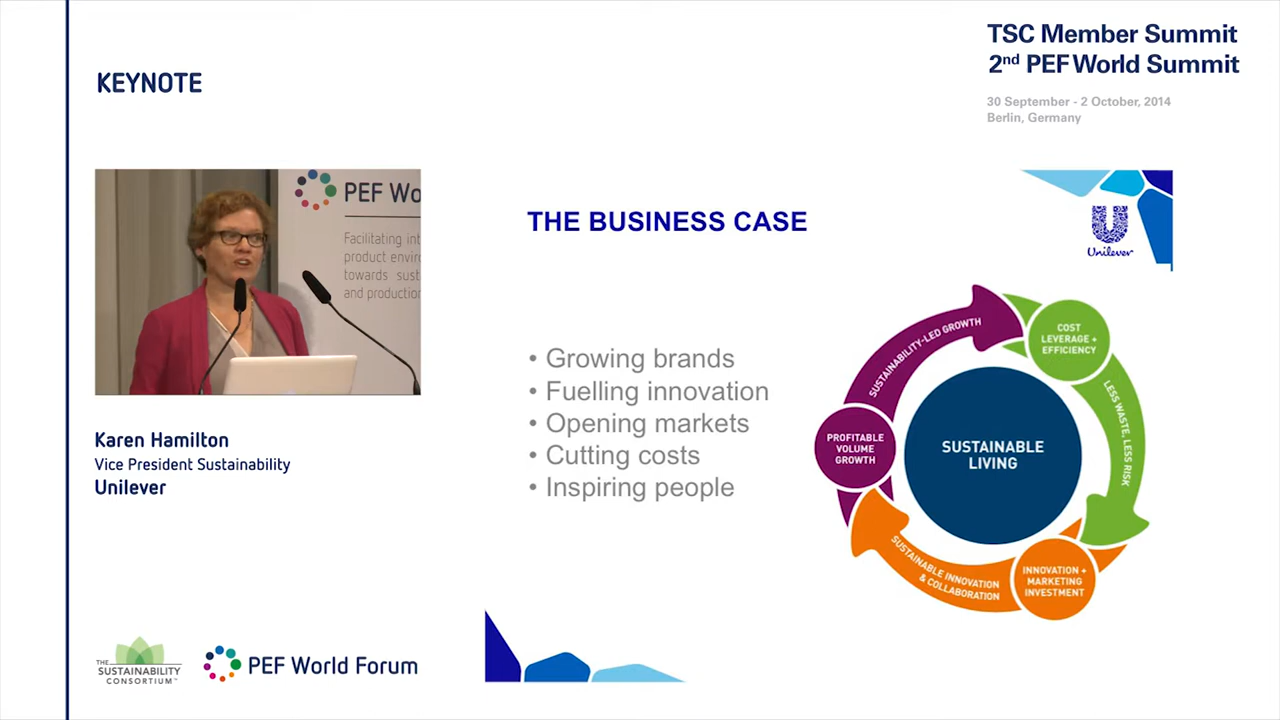 TSC Member Summit
2nd PEF World Summit
30 September - 2 October, 2014
Berlin, Germany
KEYNOTE
PEF Wo
Facilitating int
product enviro
towards sust
and production
Karen Hamilton
Vice President Sustainability
Unilever
THE BUSINESS CASE
Unilever
• Growing brands
• Fuelling innovation
• Opening markets
• Cutting costs
• Inspiring people
SUSTAINABILITY-LED GROWTH
COST
LEVERAGE +
EFFICIENCY
LESS WASTE, LESS RISK
PROFITABLE
VOLUME
GROWTH
SUSTAINABLE
LIVING
SUSTAINABLE INNOVATION
& COLLABORATION
INNOVATION +
MARKETING
INVESTMENT
THE
SUSTAINABILITY
CONSORTIUM™
PEF World Forum